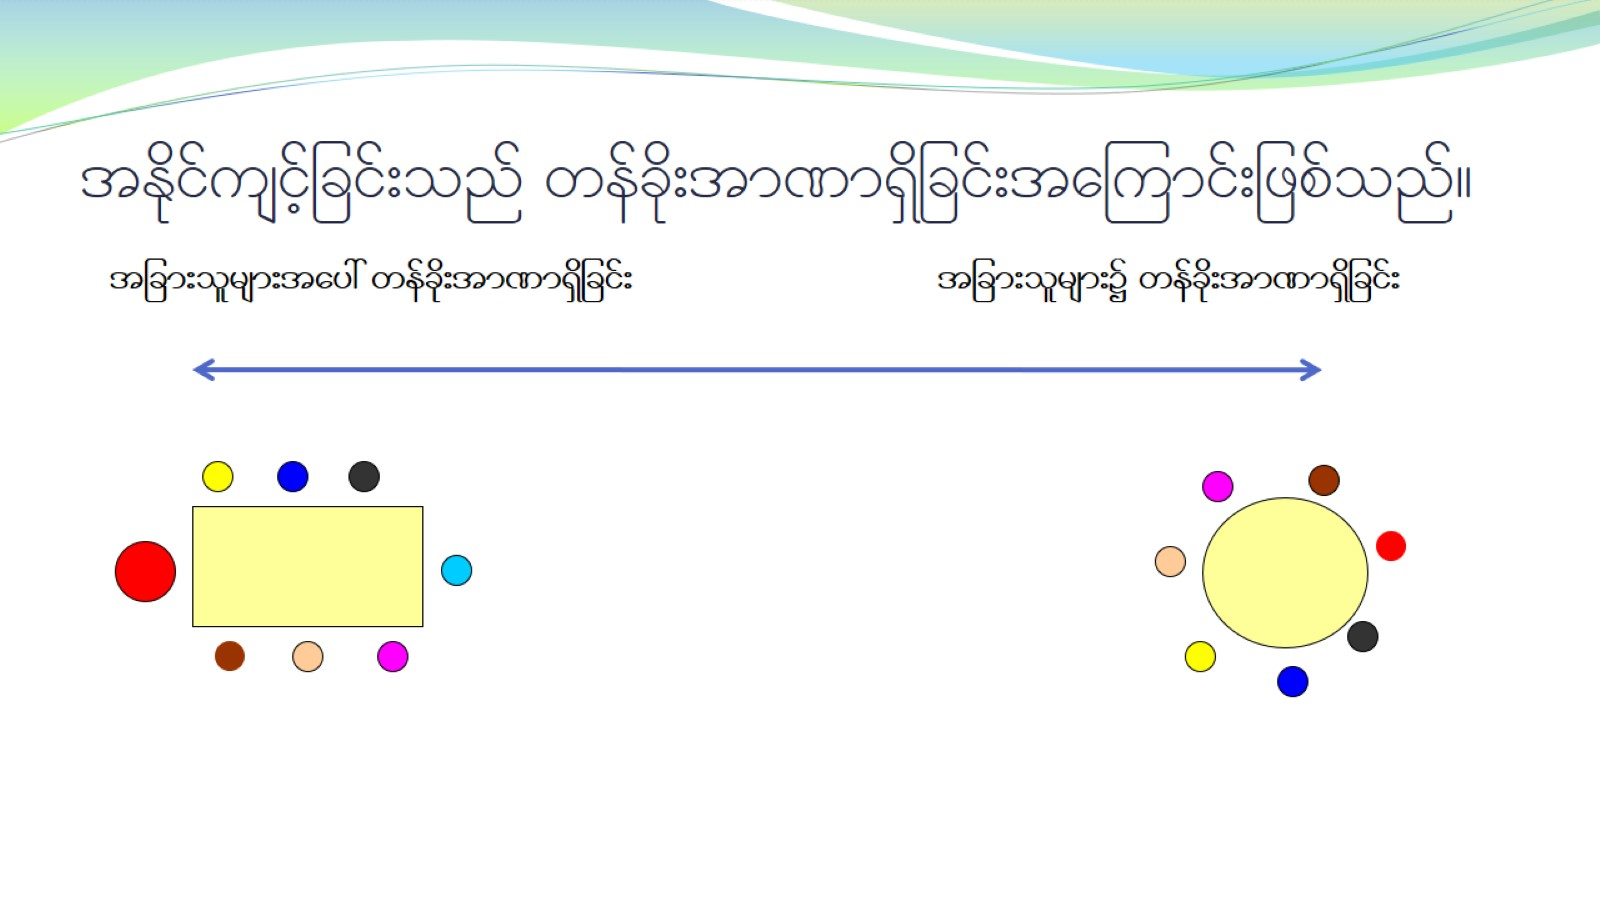 အနိုင်ကျင့်ခြင်းသည် တန်ခိုးအာဏာရှိခြင်းအကြောင်းဖြစ်သည်။
အခြားသူများအပေါ် တန်ခိုးအာဏာရှိခြင်း
အခြားသူများ၌ တန်ခိုးအာဏာရှိခြင်း